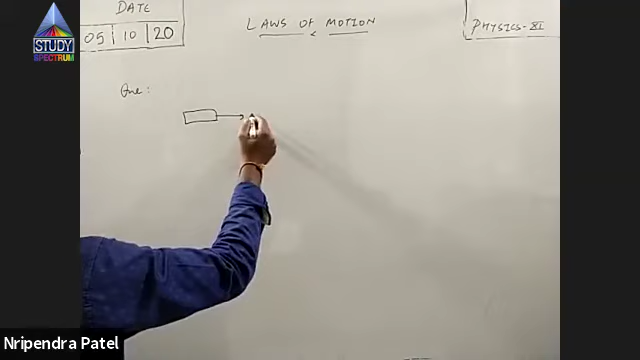 DATE
05 10 20
STUDY
SPECTRUM
LAWS OF MOTION
PHYSICS-XI
Que:
Nripendra Patel